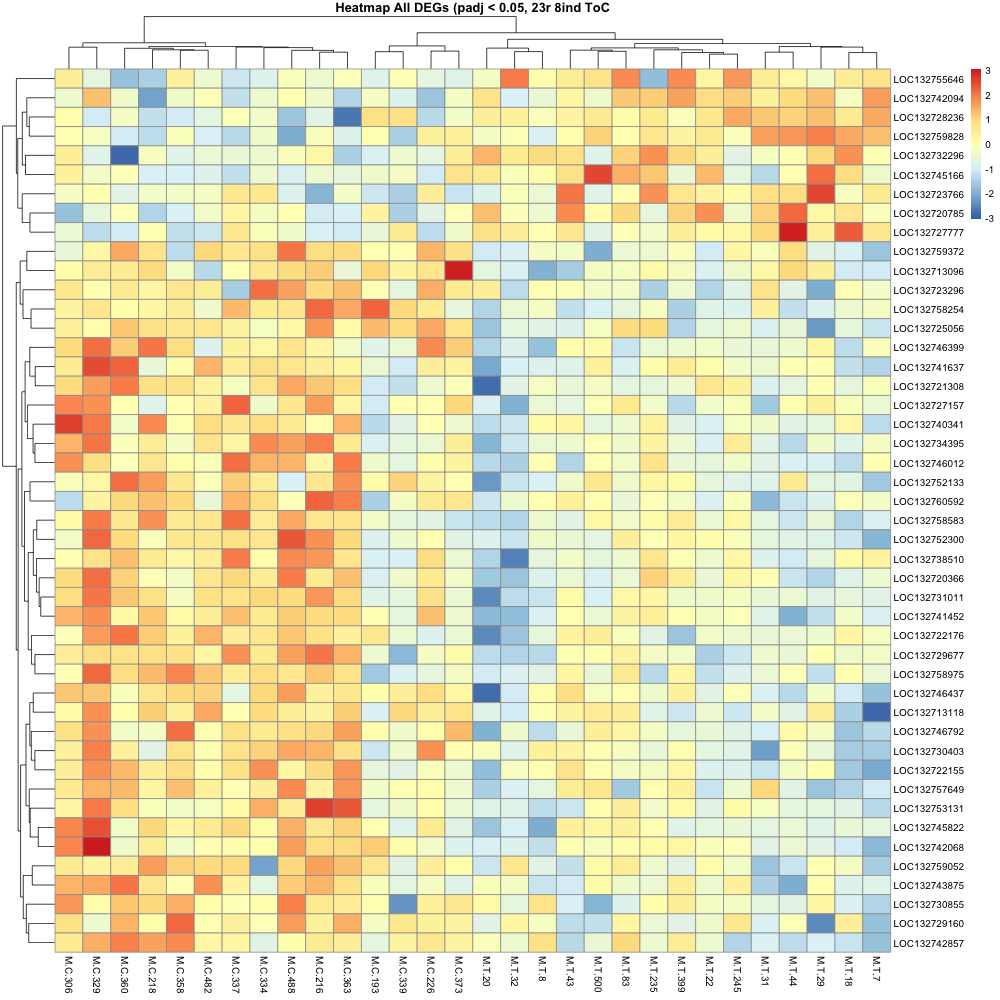 Heatmap All DEGs (padj < 0.05, 23r 8ind ToC
3
2
1
0
-1
-2
-3
LOC132755646
LOC132742094
LOC132728236
LOC132759828
LOC132732296
LOC132745166
LOC132723766
LOC132720785
LOC132727777
LOC132759372
LOC132713096
LOC132723296
LOC132758254
LOC132725056
LOC132746399
LOC132741637
LOC132721308
LOC132727157
LOC132740341
LOC132734395
LOC132746012
LOC132752133
LOC132760592
LOC132758583
LOC132752300
LOC132738510
LOC132720366
LOC132731011
LOC132741452
LOC132722176
LOC132729677
LOC132758975
LOC132746437
LOC132713118
LOC132746792
LOC132730403
LOC132722155
LOC132757649
LOC132753131
LOC132745822
LOC132742068
LOC132759052
LOC132743875
LOC132730855
LOC132729160
LOC132742857
M.C.306
M.C.329
M.C.360
M.C.218
M.C.358
M.C.482
M.C.337
M.C.334
M.C.488
M.C.216
M.C.363
M.C.193
M.C.339
M.C.226
M.C.373
M.T.20
M.T.32
M.T.8
M.T.43
M.T.500
M.T.83
M.T.235
M.T.399
M.T.22
M.T.245
M.T.31
M.T.44
M.T.29
M.T.18
M.T.7